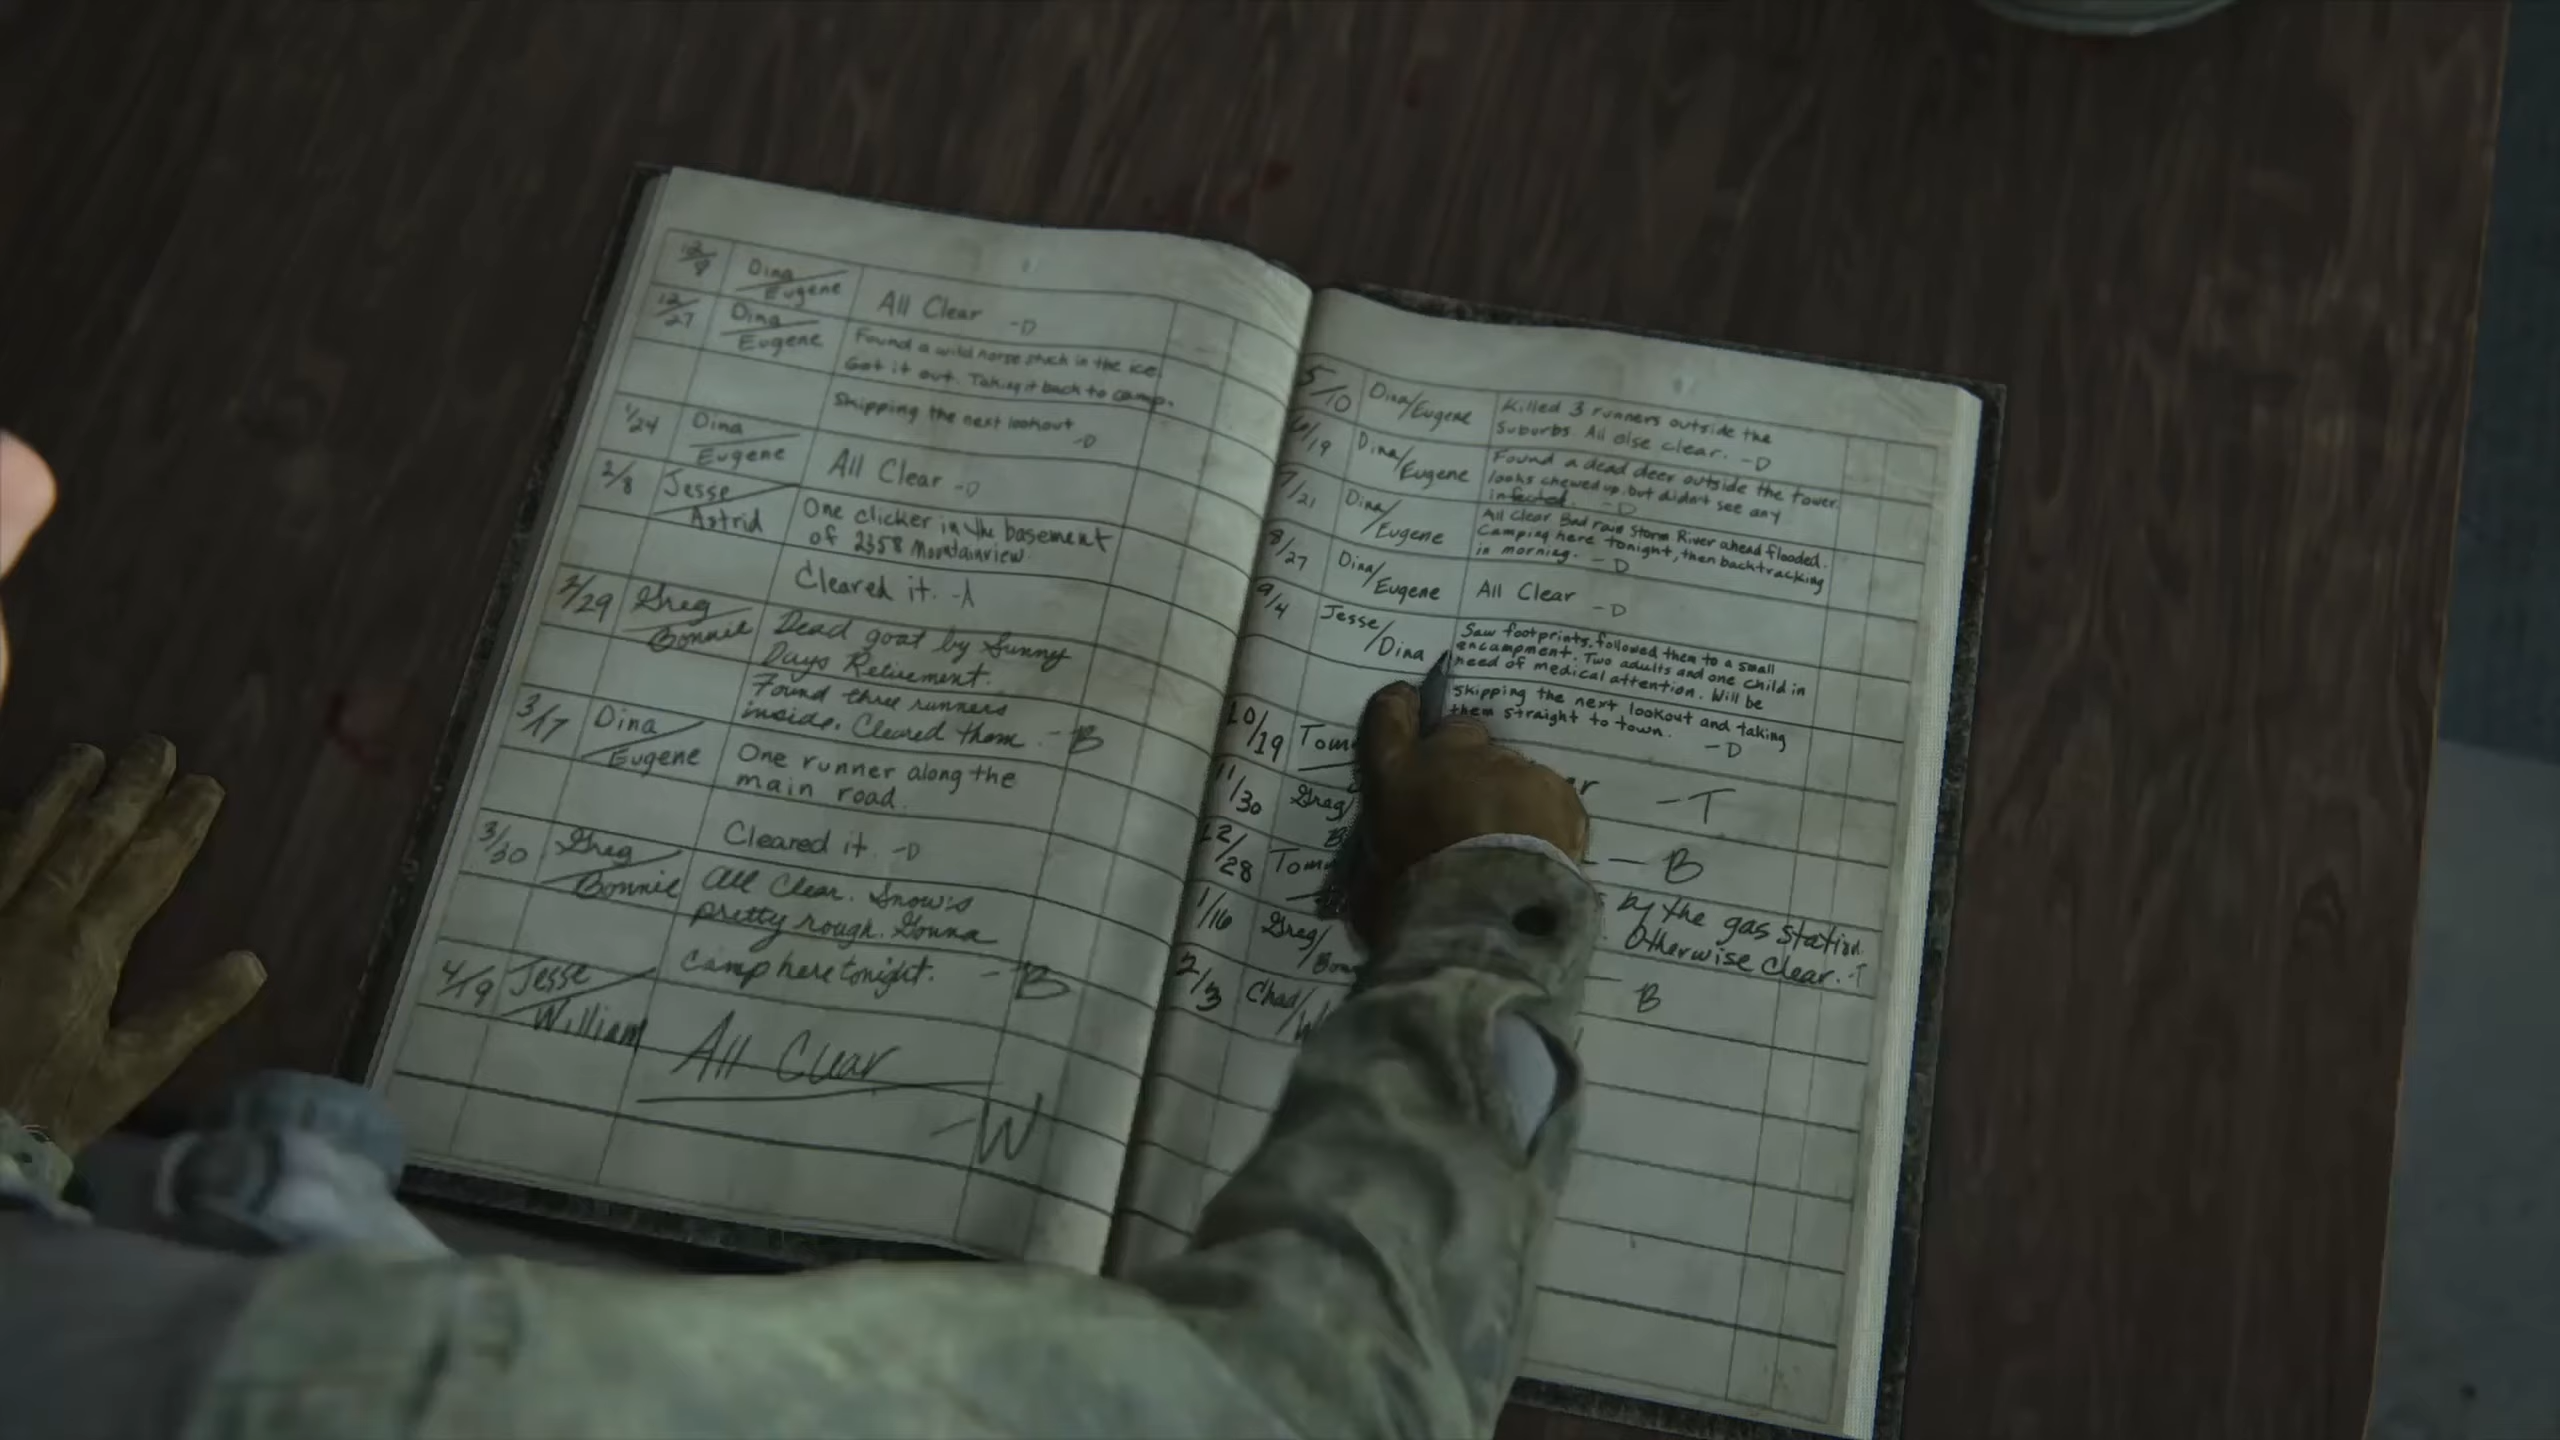 12/9 Dina/Eugene All Clear -D
12/27 Dina/Eugene Found a wild horse stuck in the ice.
Got it out. Taking it back to camp.
Skipping the next lookout -D
1/24 Dina/Eugene All Clear -D
2/8 Jesse/Astrid One clicker in the basement
of 2358 Mountainview.
Cleared it. -A
2/29 Greg/Bonnie Dead goat by Sunny
Days Retirement.
Found three runners
inside. Cleared them. -B
3/17 Dina/Eugene One runner along the
main road.
Cleared it. -D
3/30 Greg/Bonnie All Clear. Snow's
pretty rough. Gonna
camp here tonight. -B
4/19 Jesse/William All Clear
-W
5/10 Dina/Eugene Killed 3 runners outside the
suburbs. All else clear. -D
6/19 Dina/Eugene Found a dead deer outside the tower.
looks chewed up, but didn't see any
infected. -D
7/21 Dina/Eugene All Clear Bad rain storm River ahead flooded.
Camping here tonight, then backtracking
in morning. -D
8/27 Dina/Eugene All Clear -D
9/4 Jesse/Dina Saw footprints, followed them to a small
encampment. Two adults and one child in
need of medical attention. Will be
skipping the next lookout and taking
them straight to town. -D
10/19 -T
11/30 Greg/ -B
12/28 by the gas station.
Otherwise clear. -T
1/16 Greg/ -B
2/3 Chad/